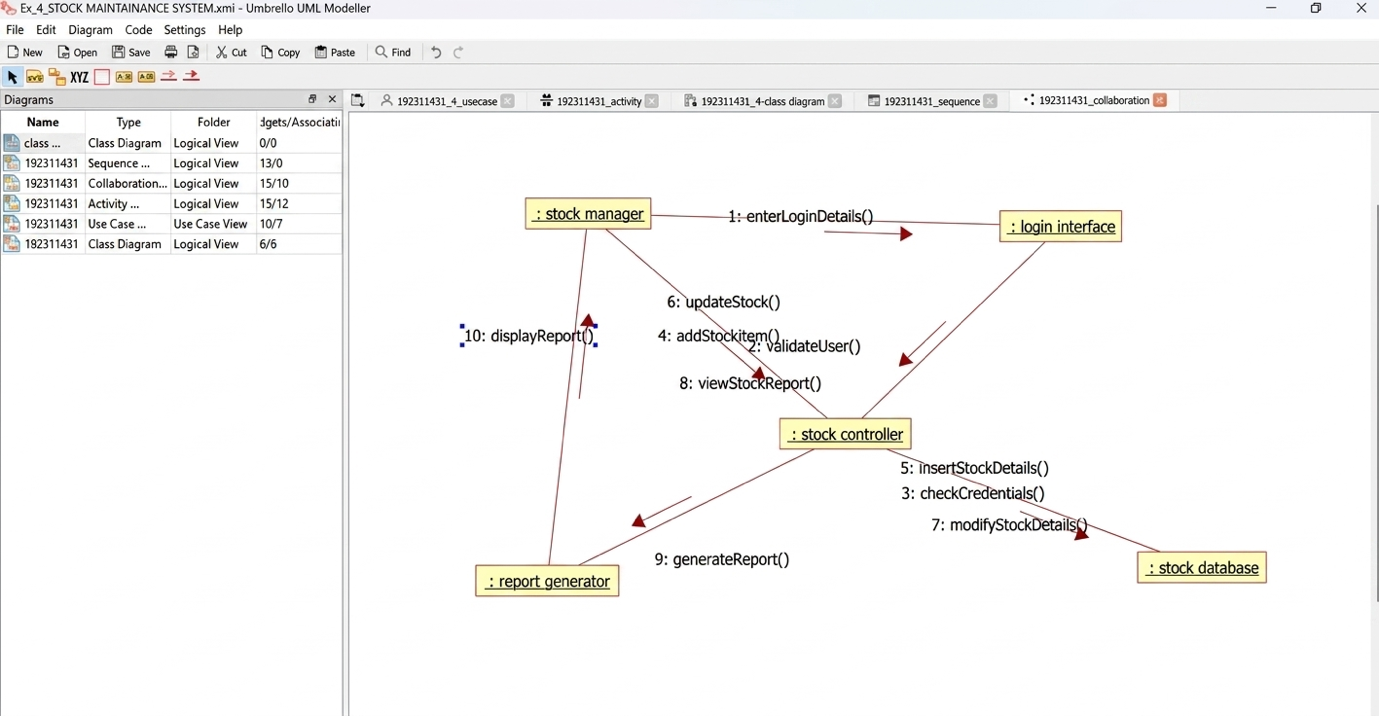 Ex_4_STOCK MAINTAINANCE SYSTEM.xmi - Umbrello UML Modeller
File Edit Diagram Code Settings Help
New Open Save Cut Copy Paste Find
XYZ
Diagrams
192311431_4_usecase 192311431_activity 192311431_4-class diagram 192311431_sequence 192311431_collaboration
Name Type Folder dgets/Associati
class ... Class Diagram Logical View 0/0
192311431 Sequence ... Logical View 13/0
192311431 Collaboration... Logical View 15/10
192311431 Activity ... Logical View 15/12
192311431 Use Case ... Use Case View 10/7
192311431 Class Diagram Logical View 6/6
: stock manager
1: enterLoginDetails()
: login interface
6: updateStock()
10: displayReport()
4: addStockitem()
2: validateUser()
8: viewStockReport()
: stock controller
5: insertStockDetails()
3: checkCredentials()
7: modifyStockDetails()
9: generateReport()
: stock database
: report generator